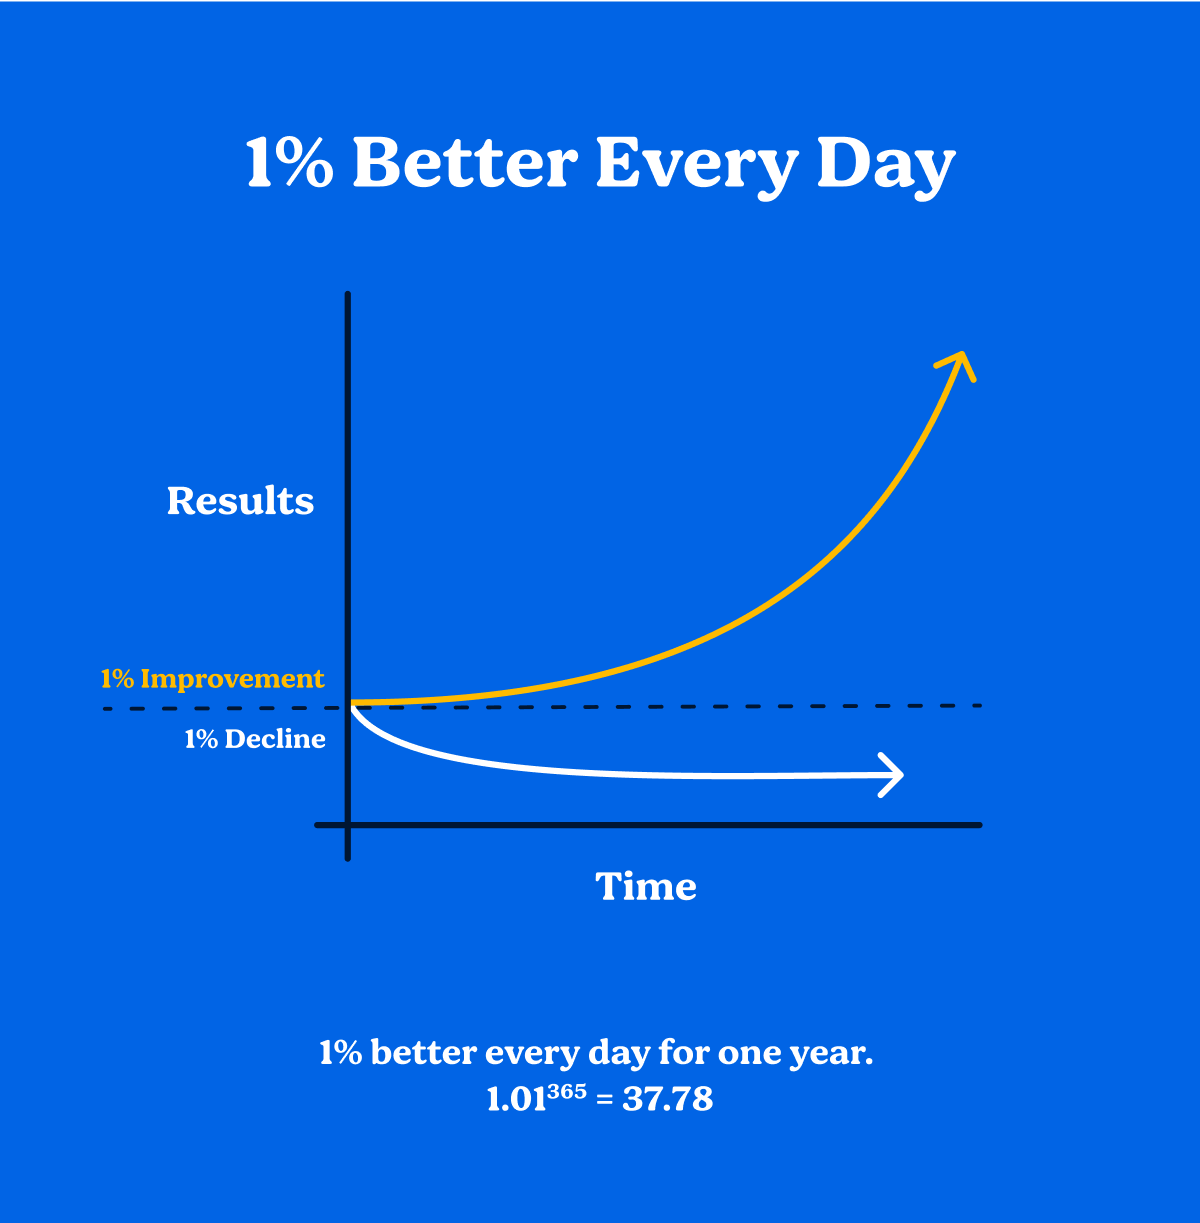 1% Better Every Day
Results
1% Improvement
1% Decline
Time
1% better every day for one year.
1.01³⁶⁵ = 37.78